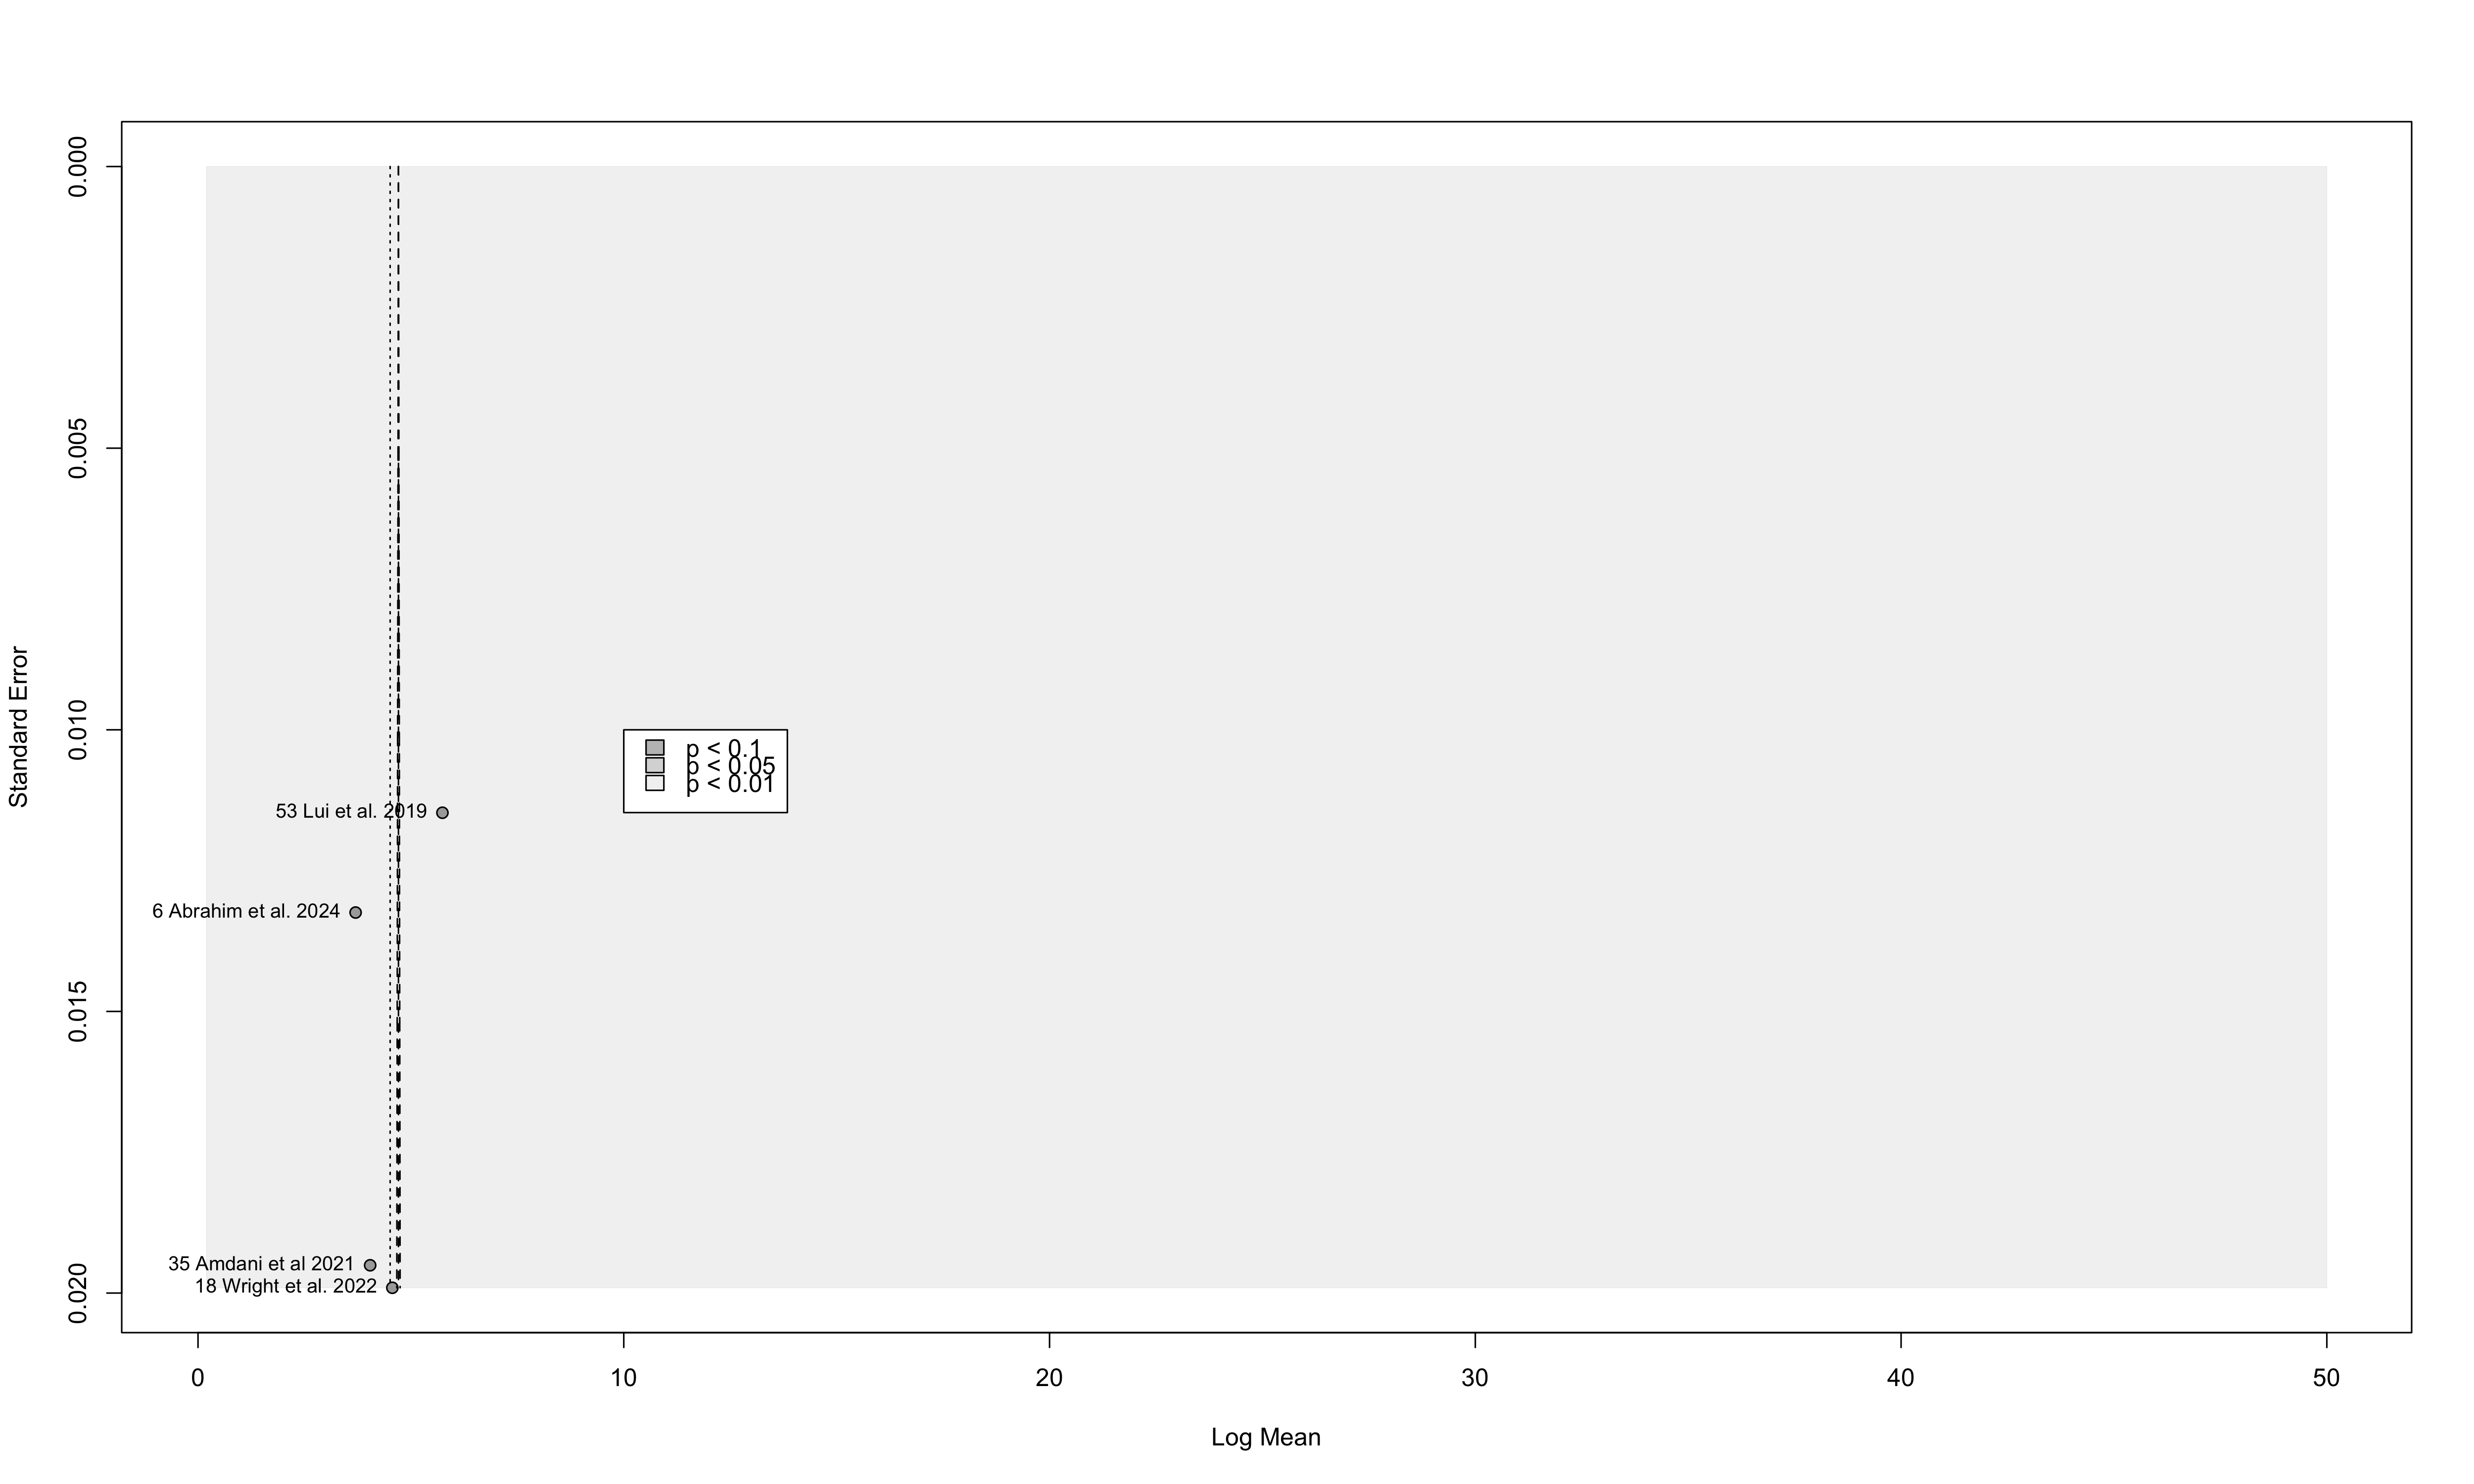 0.000
0.005
0.010
0.015
0.020
Standard Error
p < 0.1
p < 0.05
p < 0.01
53 Lui et al. 2019
6 Abrahim et al. 2024
35 Amdani et al 2021
18 Wright et al. 2022
0 10 20 30 40 50
Log Mean